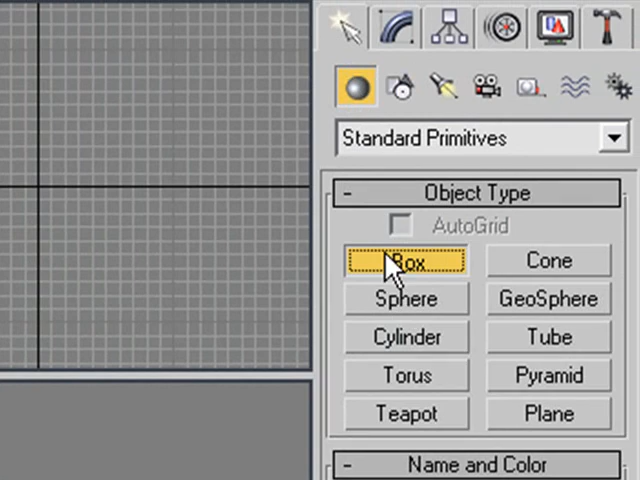 Standard Primitives
- Object Type
AutoGrid
Box Cone
Sphere GeoSphere
Cylinder Tube
Torus Pyramid
Teapot Plane
- Name and Color